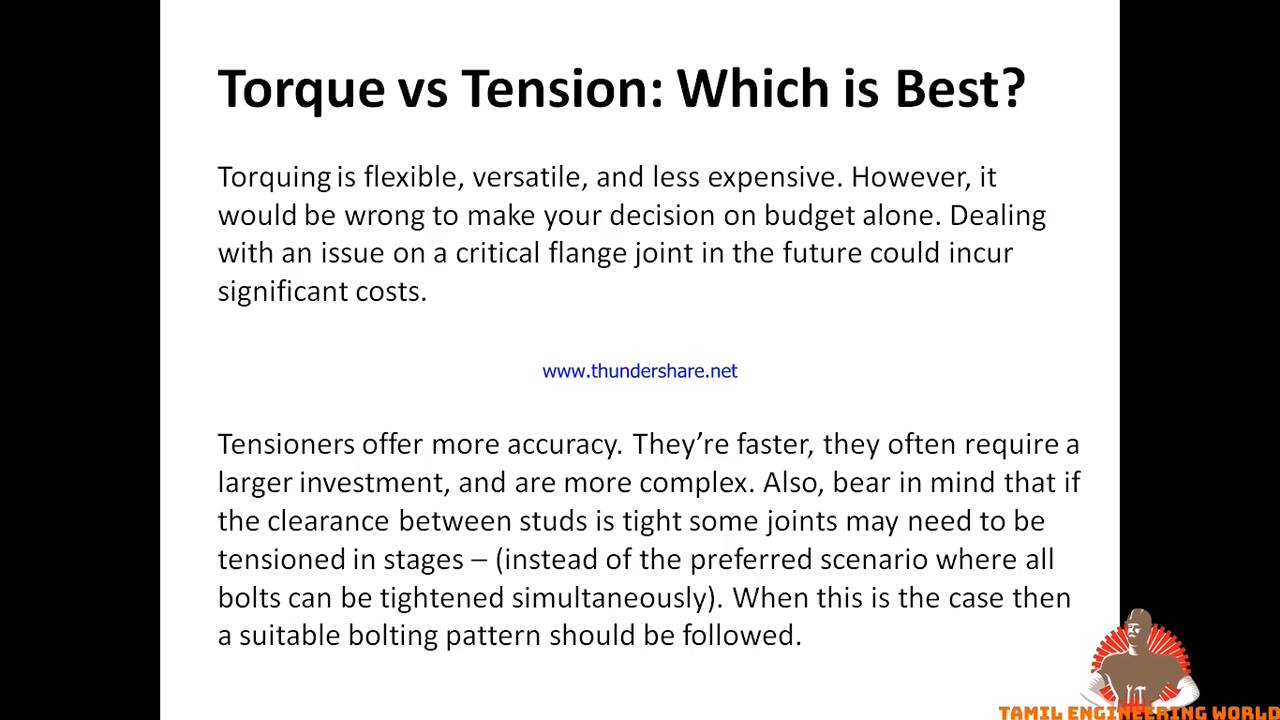 Torque vs Tension: Which is Best?
Torquing is flexible, versatile, and less expensive. However, it
would be wrong to make your decision on budget alone. Dealing
with an issue on a critical flange joint in the future could incur
significant costs.
www.thundershare.net
Tensioners offer more accuracy. They’re faster, they often require a
larger investment, and are more complex. Also, bear in mind that if
the clearance between studs is tight some joints may need to be
tensioned in stages – (instead of the preferred scenario where all
bolts can be tightened simultaneously). When this is the case then
a suitable bolting pattern should be followed.
TAMIL ENGINEERING WORLD